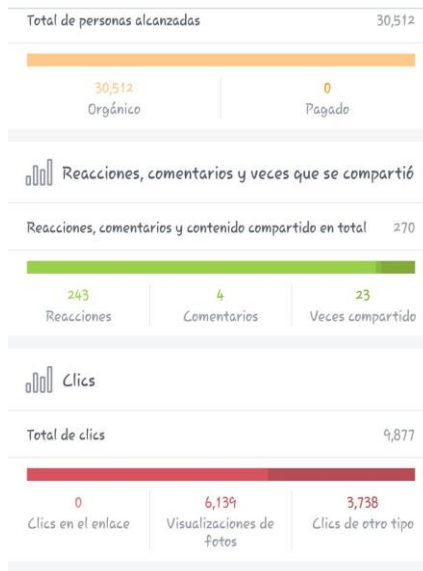 Total de personas alcanzadas 30,512
30,512 0
Orgánico Pagado
Reacciones, comentarios y veces que se compartió
Reacciones, comentarios y contenido compartido en total 270
243 4 23
Reacciones Comentarios Veces compartido
Clics
Total de clics 9,877
0 6,139 3,738
Clics en el enlace Visualizaciones de Clics de otro tipo
fotos